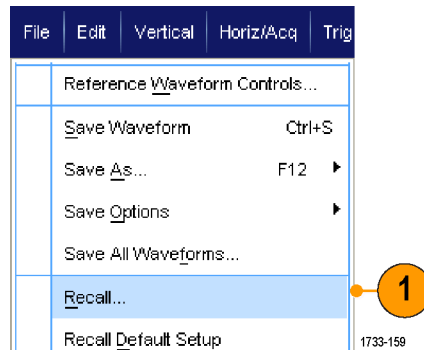 File Edit Vertical Horiz/Acq Trig
Reference Waveform Controls...
Save Waveform Ctrl+S
Save As... F12
Save Options
Save All Waveforms...
Recall...
1
Recall Default Setup
1733-159